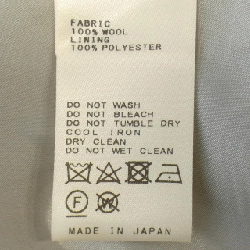 FABRIC
100% WOOL
LINING
100% POLYESTER
DO NOT WASH
DO NOT BLEACH
DO NOT TUMBLE DRY
COOL IRON
DRY CLEAN
DO NOT WET CLEAN
F W
MADE IN JAPAN